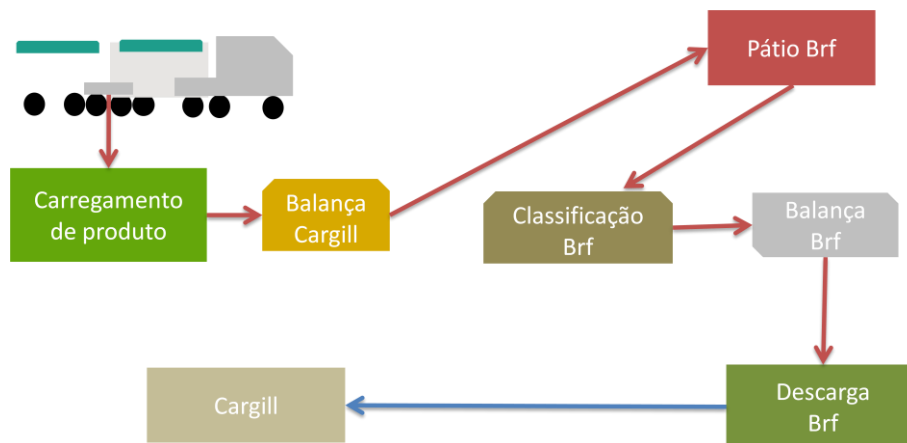 Pátio Brf
Carregamento
de produto
Balança
Cargill
Classificação
Brf
Balança
Brf
Cargill
Descarga
Brf